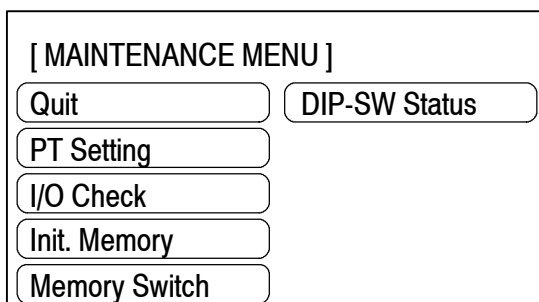 [ MAINTENANCE MENU ]
Quit
DIP-SW Status
PT Setting
I/O Check
Init. Memory
Memory Switch